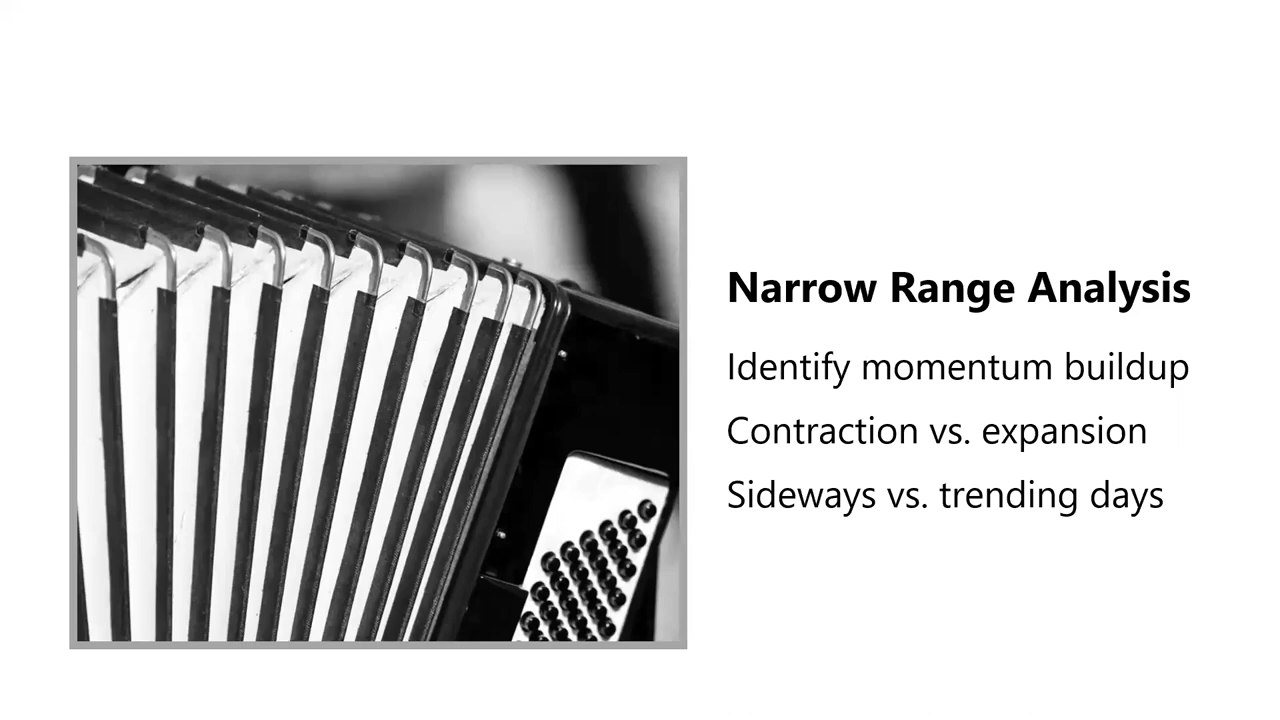 Narrow Range Analysis
Identify momentum buildup
Contraction vs. expansion
Sideways vs. trending days